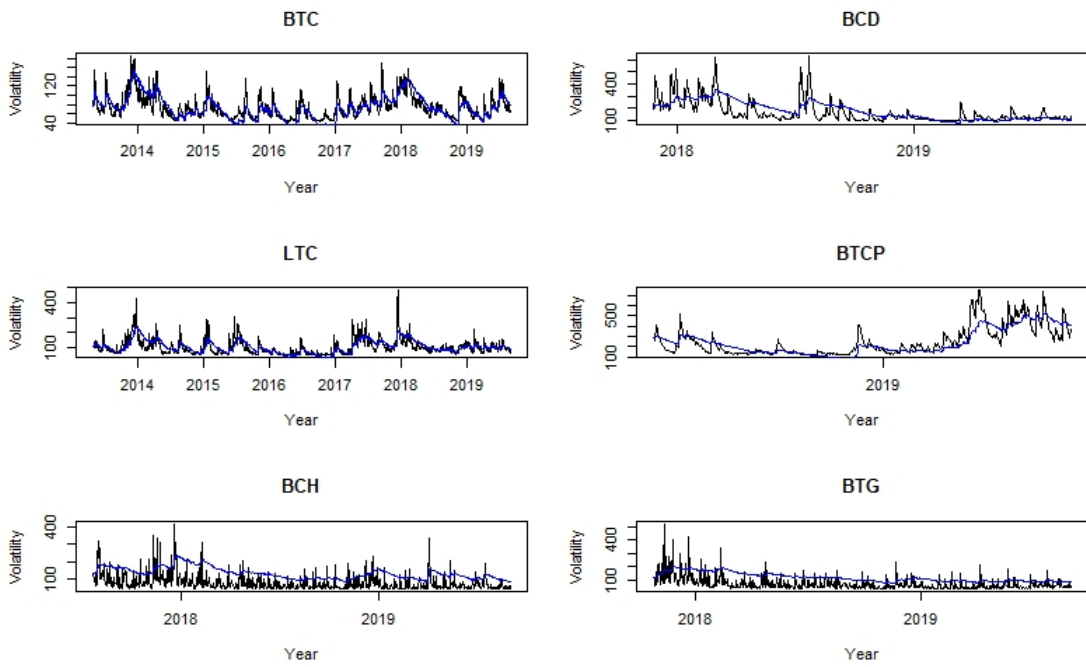 BTC
Volatility
40 120
2014 2015 2016 2017 2018 2019
Year
BCD
Volatility
100 400
2018 2019
Year
LTC
Volatility
100 400
2014 2015 2016 2017 2018 2019
Year
BTCP
Volatility
100 500
2019
Year
BCH
Volatility
100 400
2018 2019
Year
BTG
Volatility
100 400
2018 2019
Year